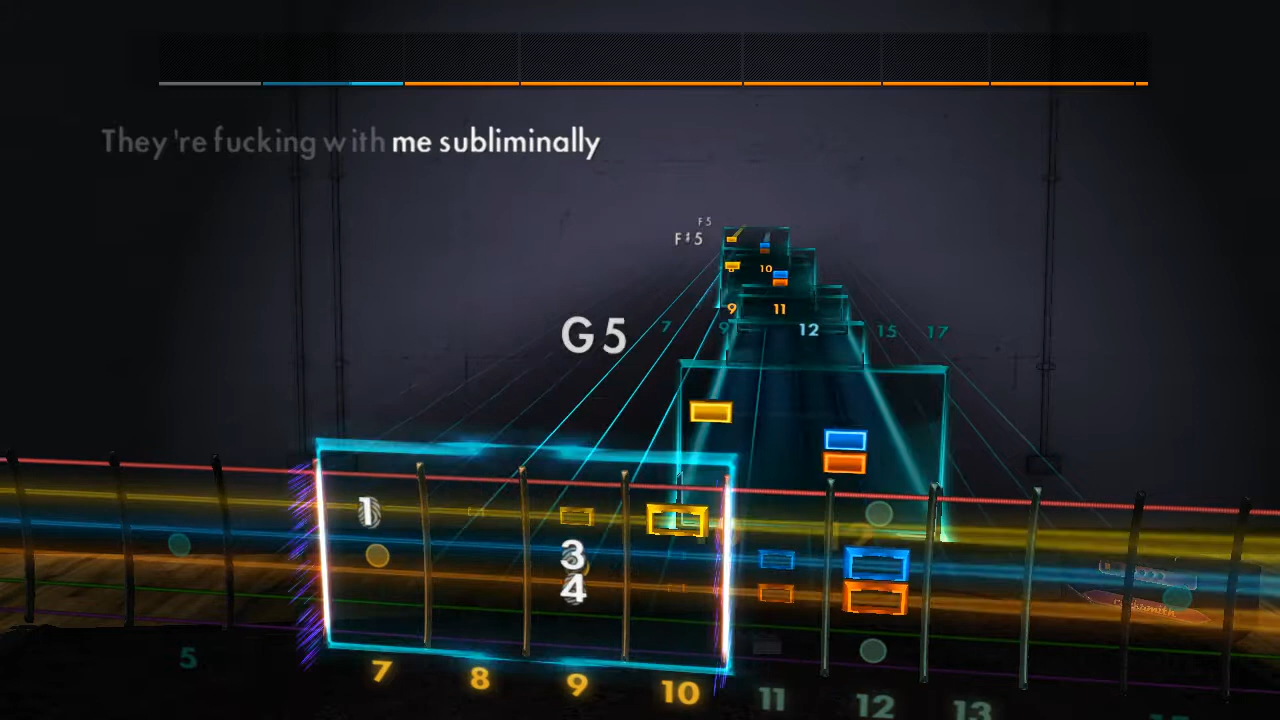 They're fucking with me subliminally
F5
F#5
10
9 11
G5 7 9 12 15 17
1
3
4
5 7 8 9 10 11 12 13